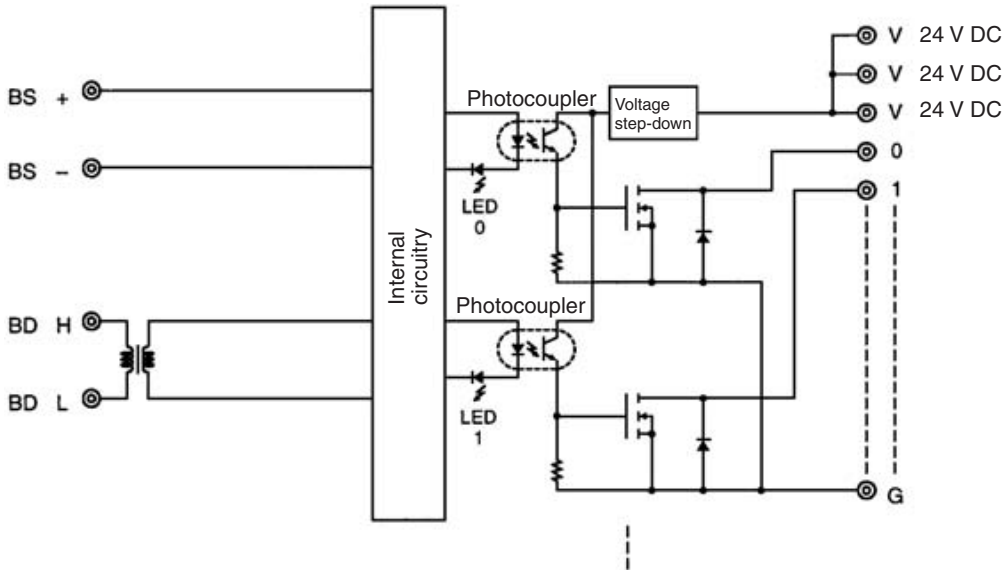 V 24 V DC
V 24 V DC
BS +
Photocoupler
Voltage
step-down
V 24 V DC
0
BS –
1
LED
0
Internal
circuitry
Photocoupler
BD H
BD L
LED
1
G